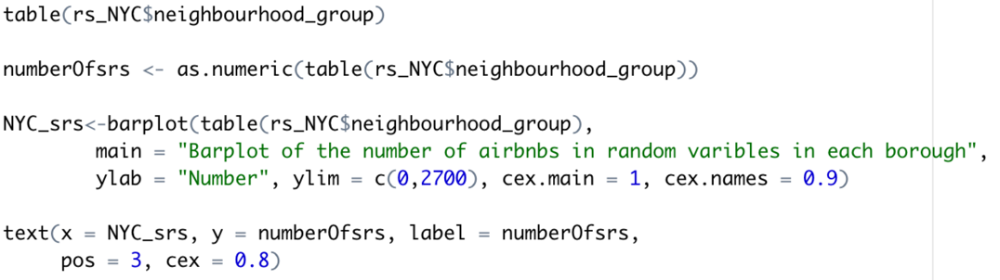 table(rs_NYC$neighbourhood_group)
numberOfsrs <- as.numeric(table(rs_NYC$neighbourhood_group))
NYC_srs<-barplot(table(rs_NYC$neighbourhood_group),
main = "Barplot of the number of airbnbs in random varibles in each borough",
ylab = "Number", ylim = c(0,2700), cex.main = 1, cex.names = 0.9)
text(x = NYC_srs, y = numberOfsrs, label = numberOfsrs,
pos = 3, cex = 0.8)